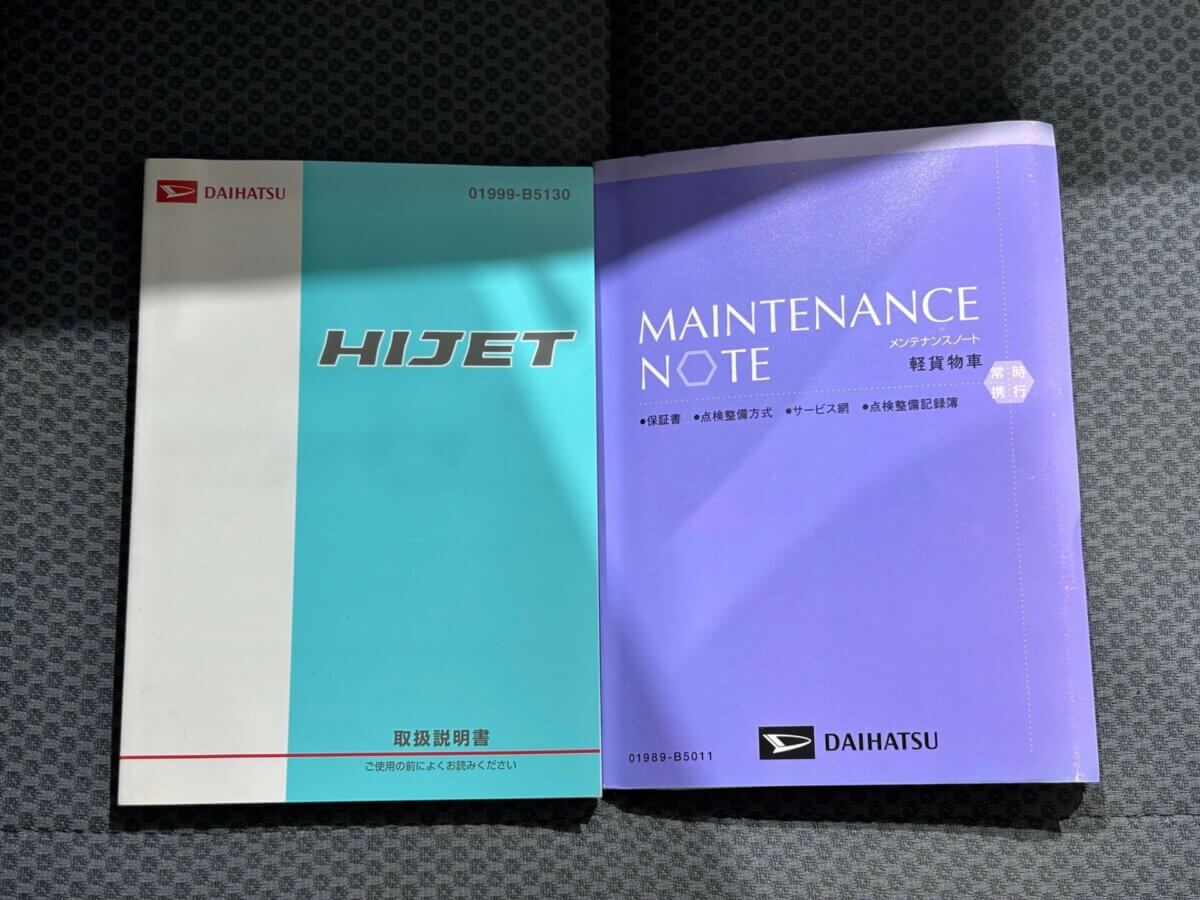 DAIHATSU
01999-B5130
HIJET
取扱説明書
ご使用の前によくお読みください
MAINTENANCE
NOTE
メンテナンスノート
軽貨物車
常時
携行
●保証書 ●点検整備方式 ●サービス網 ●点検整備記録簿
01989-B5011
DAIHATSU